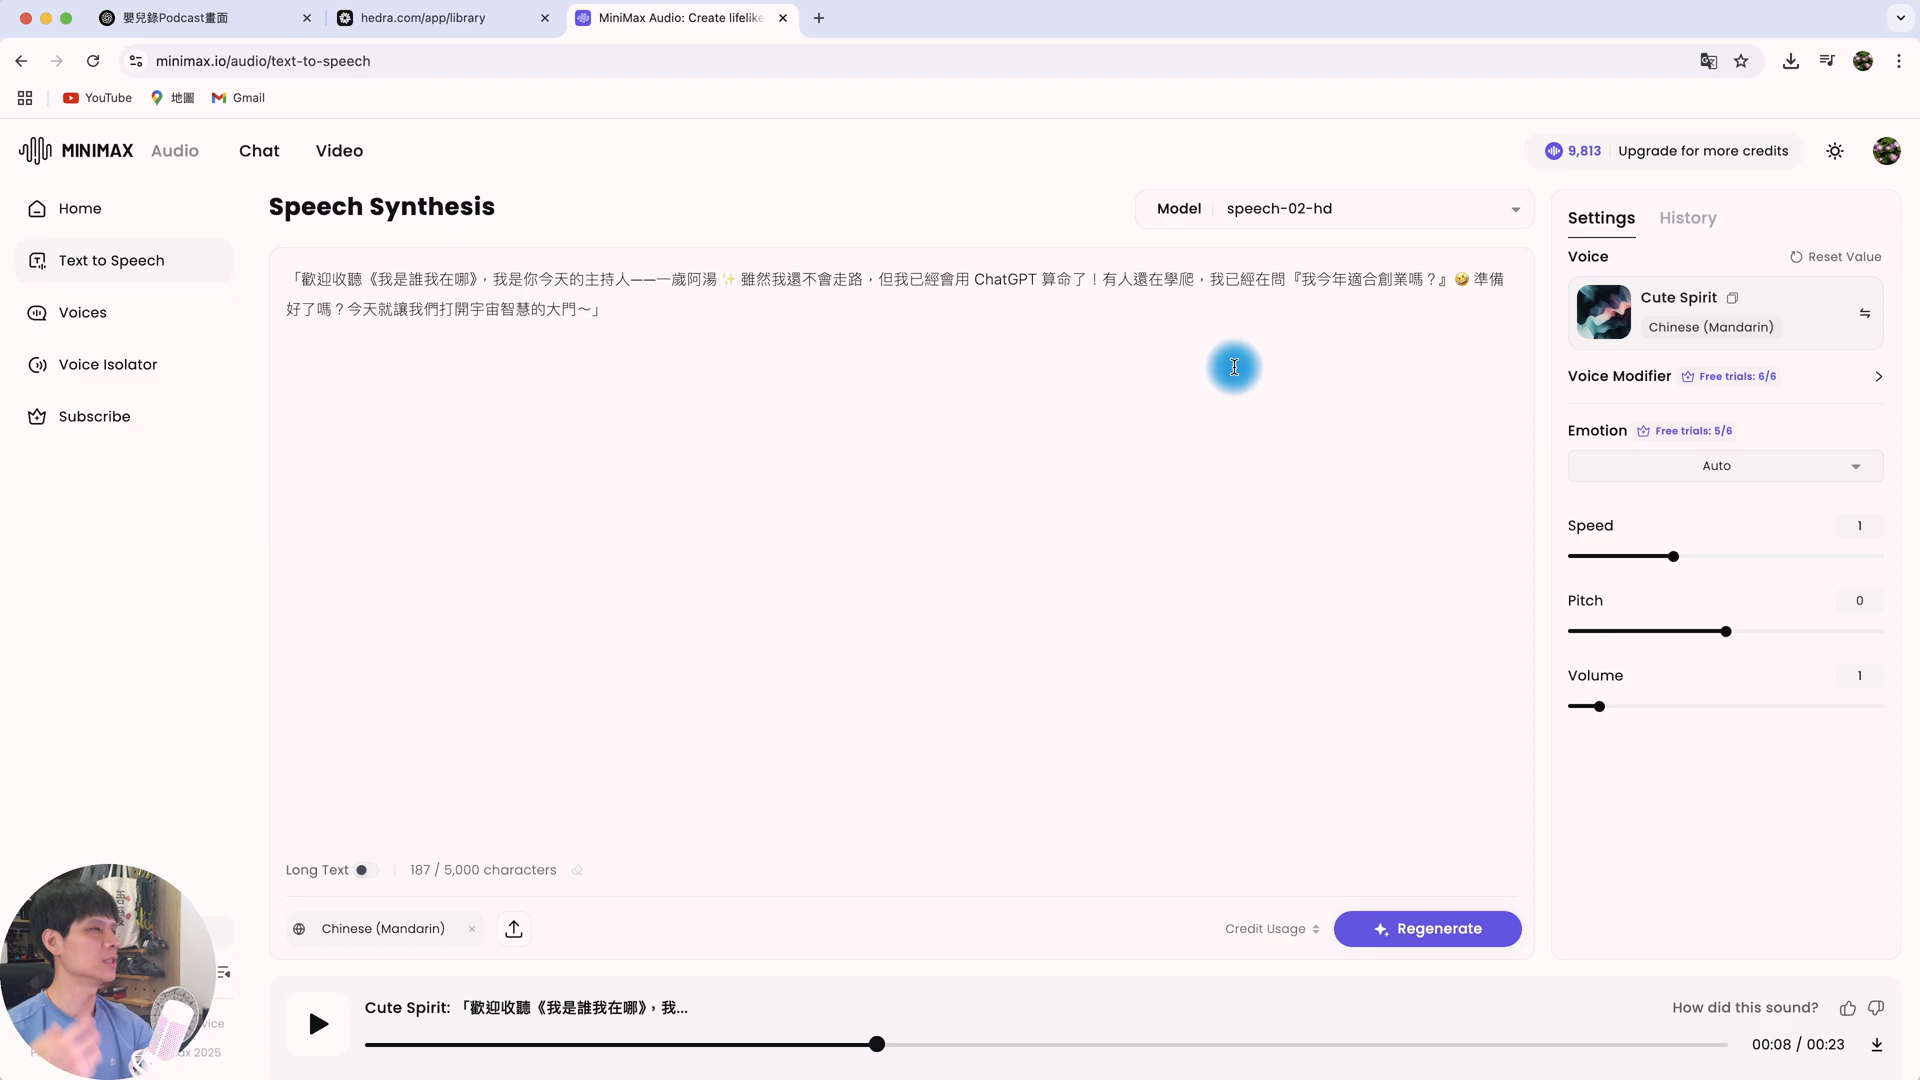 嬰兒錄Podcast畫面
hedra.com/app/library
MiniMax Audio: Create lifelike
minimax.io/audio/text-to-speech
YouTube
地圖
Gmail
MINIMAX Audio
Chat
Video
9,813
Upgrade for more credits
Home
Text to Speech
Voices
Voice Isolator
Subscribe
Speech Synthesis
Model
speech-02-hd
「歡迎收聽《我是誰我在哪》，我是你今天的主持人——一歲阿湯 ✨ 雖然我還不會走路，但我已經會用 ChatGPT 算命了！有人還在學爬，我已經在問『我今年適合創業嗎？』🤣 準備
好了嗎？今天就讓我們打開宇宙智慧的大門～」
Settings
History
Voice
Reset Value
Cute Spirit
Chinese (Mandarin)
Voice Modifier
Free trials: 6/6
Emotion
Free trials: 5/6
Auto
Speed
1
Pitch
0
Volume
1
Long Text
187 / 5,000 characters
Chinese (Mandarin)
Credit Usage
Regenerate
Cute Spirit: 「歡迎收聽《我是誰我在哪》，我...
How did this sound?
00:08 / 00:23
2025